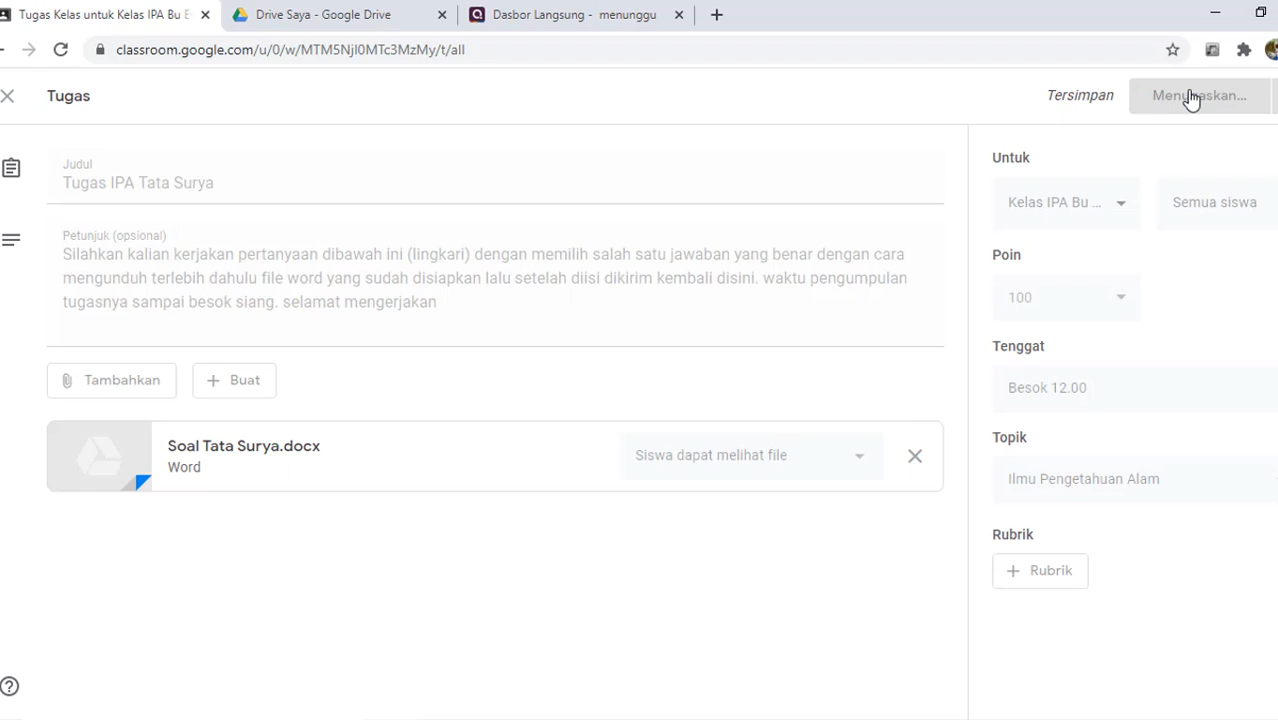 Tugas Kelas untuk Kelas IPA Bu E
Drive Saya - Google Drive
Dasbor Langsung - menunggu
classroom.google.com/u/0/w/MTM5NjI0MTc3MzMy/t/all
Tugas
Tersimpan
Menugaskan...
Judul
Tugas IPA Tata Surya
Petunjuk (opsional)
Silahkan kalian kerjakan pertanyaan dibawah ini (lingkari) dengan memilih salah satu jawaban yang benar dengan cara
mengunduh terlebih dahulu file word yang sudah disiapkan lalu setelah diisi dikirim kembali disini. waktu pengumpulan
tugasnya sampai besok siang. selamat mengerjakan
Tambahkan
Buat
Soal Tata Surya.docx
Word
Siswa dapat melihat file
Untuk
Kelas IPA Bu ...
Semua siswa
Poin
100
Tenggat
Besok 12.00
Topik
Ilmu Pengetahuan Alam
Rubrik
Rubrik